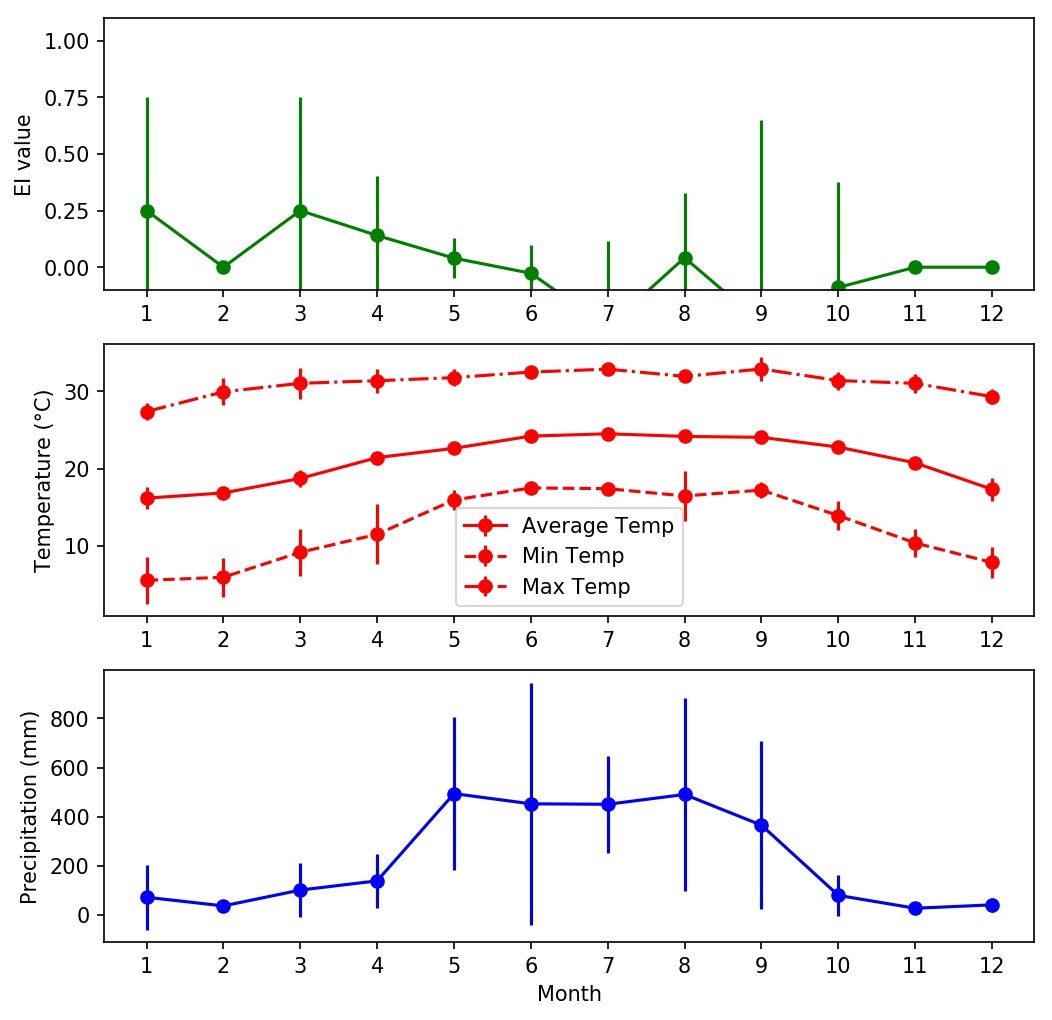 EI value
1.00
0.75
0.50
0.25
0.00
1 2 3 4 5 6 7 8 9 10 11 12
Temperature (°C)
30
20
10
Average Temp
Min Temp
Max Temp
1 2 3 4 5 6 7 8 9 10 11 12
Precipitation (mm)
800
600
400
200
0
1 2 3 4 5 6 7 8 9 10 11 12
Month